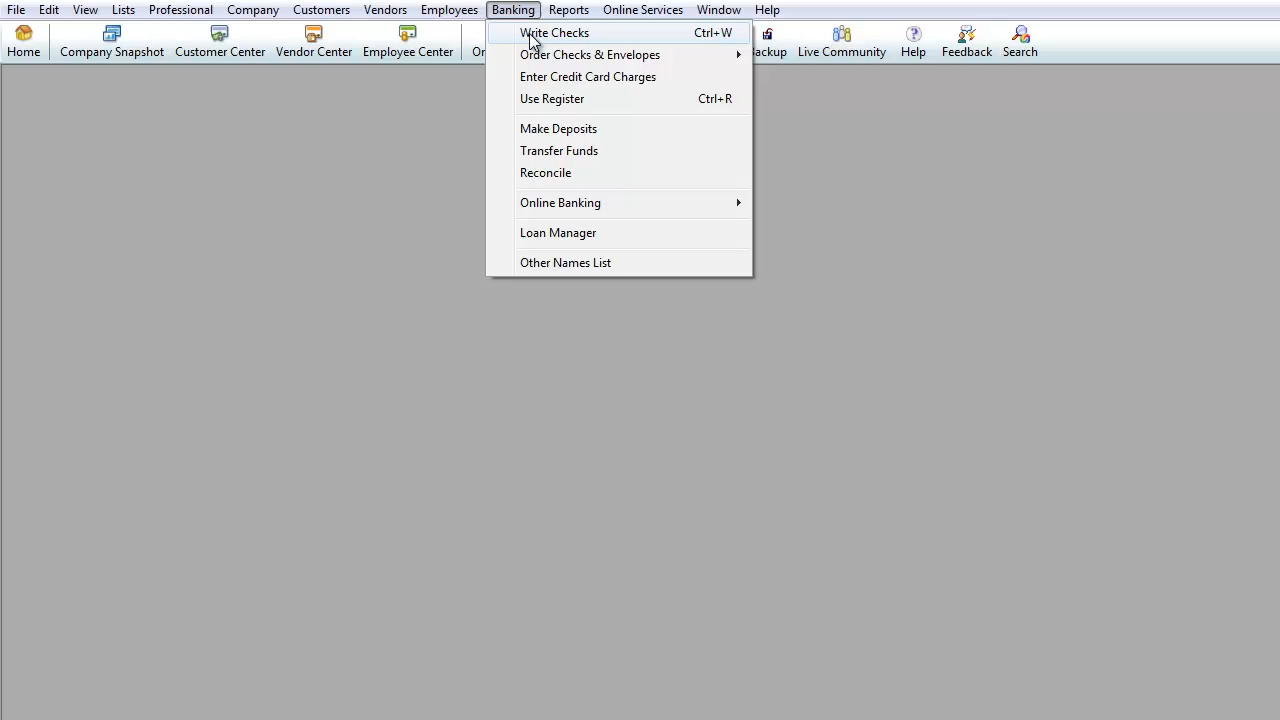 File Edit View Lists Professional Company Customers Vendors Employees Banking Reports Online Services Window Help
Home Company Snapshot Customer Center Vendor Center Employee Center Live Community Help Feedback Search
Write Checks Ctrl+W
Order Checks & Envelopes
Enter Credit Card Charges
Use Register Ctrl+R
Make Deposits
Transfer Funds
Reconcile
Online Banking
Loan Manager
Other Names List